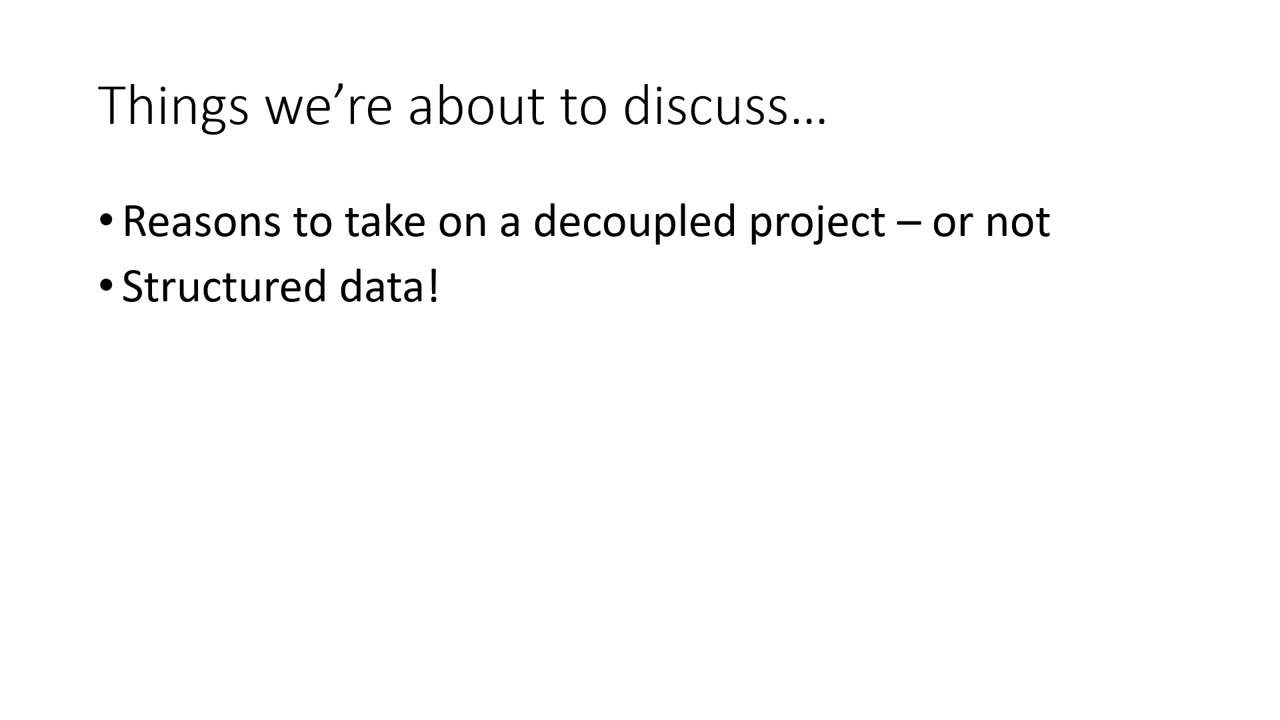 Things we’re about to discuss…
• Reasons to take on a decoupled project – or not
• Structured data!